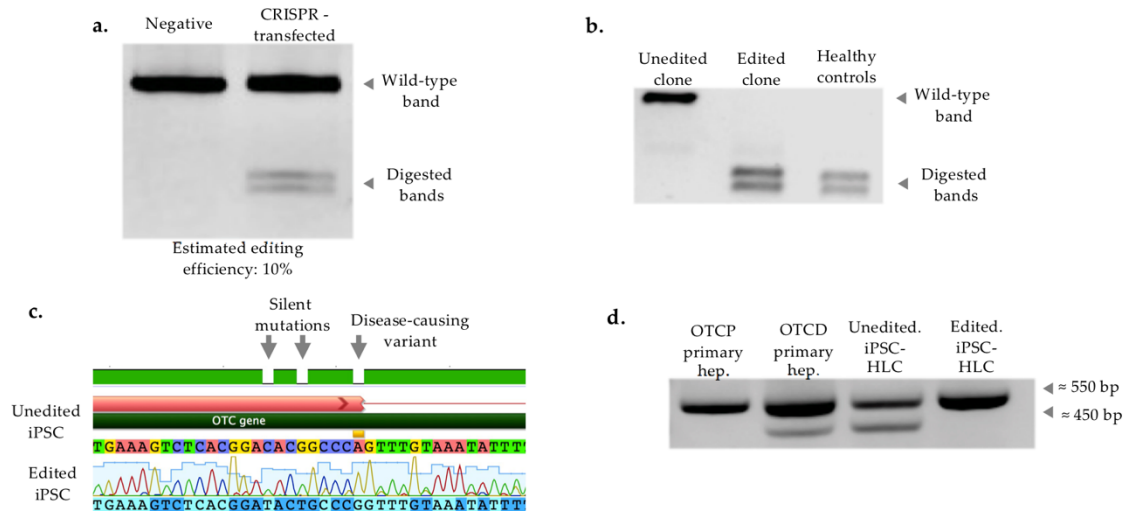 a.
Negative
CRISPR -
transfected
Wild-type
band
Digested
bands
Estimated editing
efficiency: 10%
b.
Unedited
clone
Edited
clone
Healthy
controls
Wild-type
band
Digested
bands
c.
Silent
mutations
Disease-causing
variant
Unedited
iPSC
OTC gene
TGAAAGTCTCACGGACACGGCCCAGTTTGTAAATATTT
Edited
iPSC
TGAAAGTCTCACGGATACTGCCCGGTTTGTAAATATTT
d.
OTCP
primary
hep.
OTCD
primary
hep.
Unedited.
iPSC-
HLC
Edited.
iPSC-
HLC
≈ 550 bp
≈ 450 bp